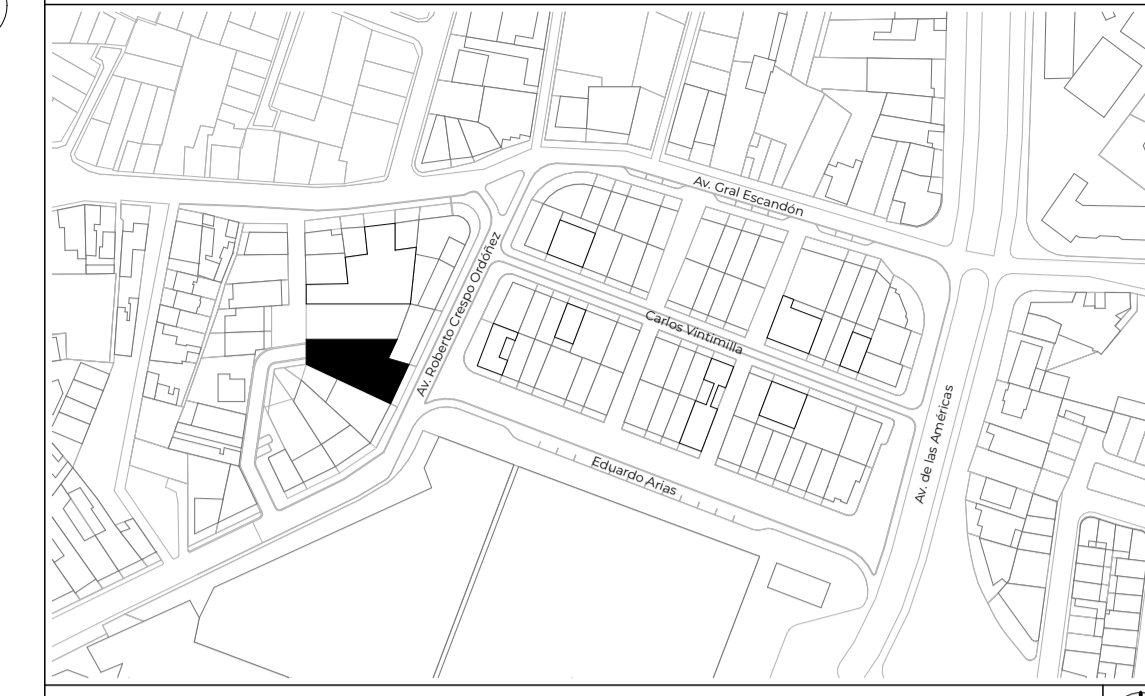 Av. Gral Escandón
Av. Roberto Crespo Ordóñez
Carlos Vintimilla
Av. de las Américas
Eduardo Arias